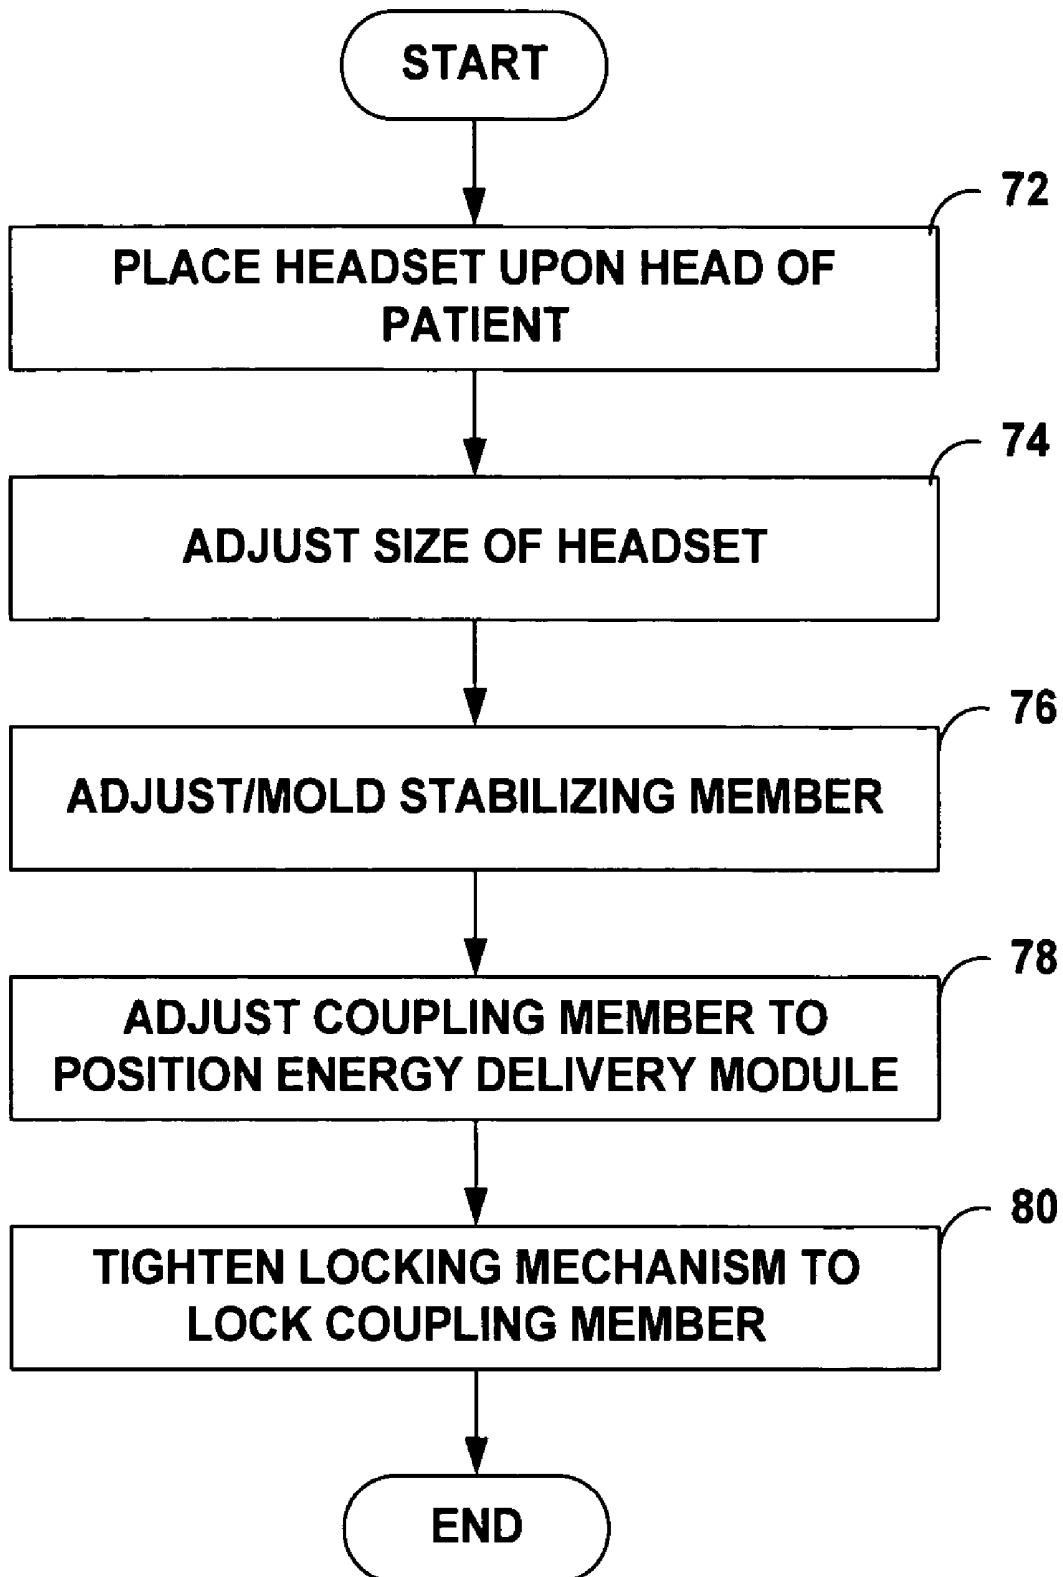 START
72
PLACE HEADSET UPON HEAD OF
PATIENT
74
ADJUST SIZE OF HEADSET
76
ADJUST/MOLD STABILIZING MEMBER
78
ADJUST COUPLING MEMBER TO
POSITION ENERGY DELIVERY MODULE
80
TIGHTEN LOCKING MECHANISM TO
LOCK COUPLING MEMBER
END